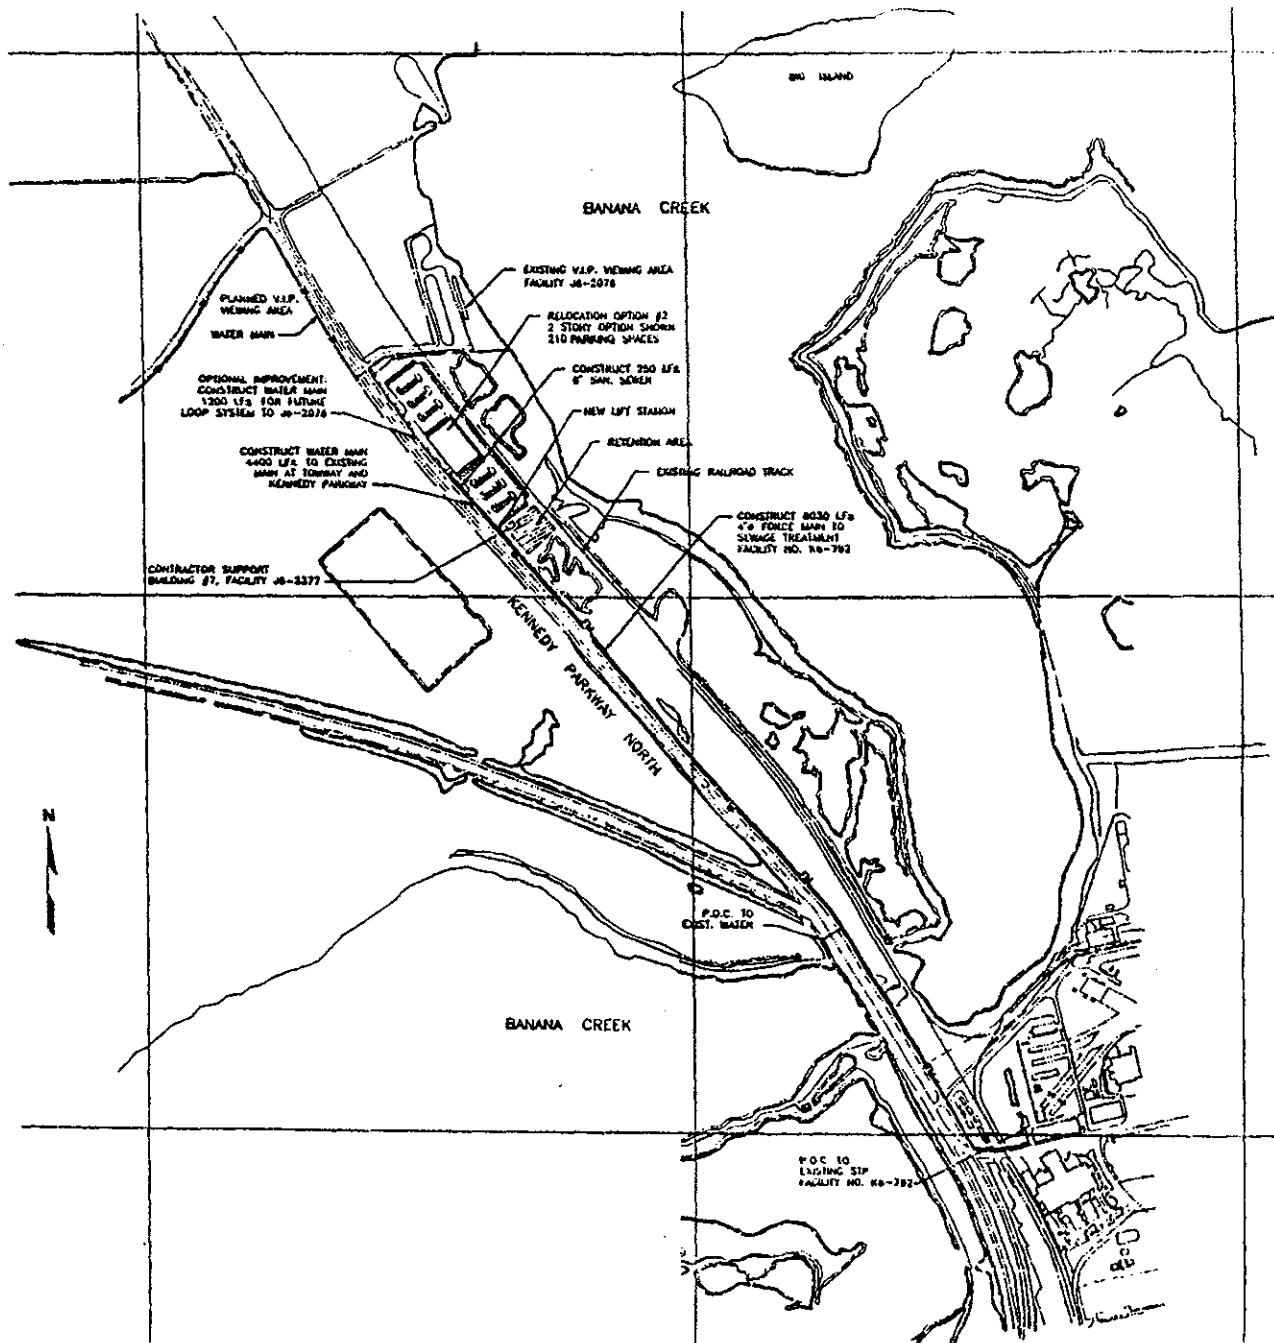 BIG ISLAND
BANANA CREEK
EXISTING V.I.P. VIEWING AREA
FACILITY J6-2076
PLANNED V.I.P.
VIEWING AREA
WATER MAIN
RELOCATION OPTION #2
2 STORY OPTION SHOWN
210 PARKING SPACES
CONSTRUCT 250 LF±
8" SAN. SEWER
OPTIONAL IMPROVEMENT:
CONSTRUCT WATER MAIN
1200 LF± FOR FUTURE
LOOP SYSTEM TO J6-2076
NEW LIFT STATION
RETENTION AREA
CONSTRUCT WATER MAIN
4400 LF± TO EXISTING
MAIN AT TOWWAY AND
KENNEDY PARKWAY
EXISTING RAILROAD TRACK
CONSTRUCT 8030 LF±
4"ø FORCE MAIN TO
SEWAGE TREATMENT
FACILITY NO. K6-792
CONTRACTOR SUPPORT
BUILDING #7, FACILITY J6-2377
KENNEDY PARKWAY NORTH
N
P.O.C. TO
EXIST. WATER
BANANA CREEK
P.O.C. TO
EXISTING STP
FACILITY NO. K6-792